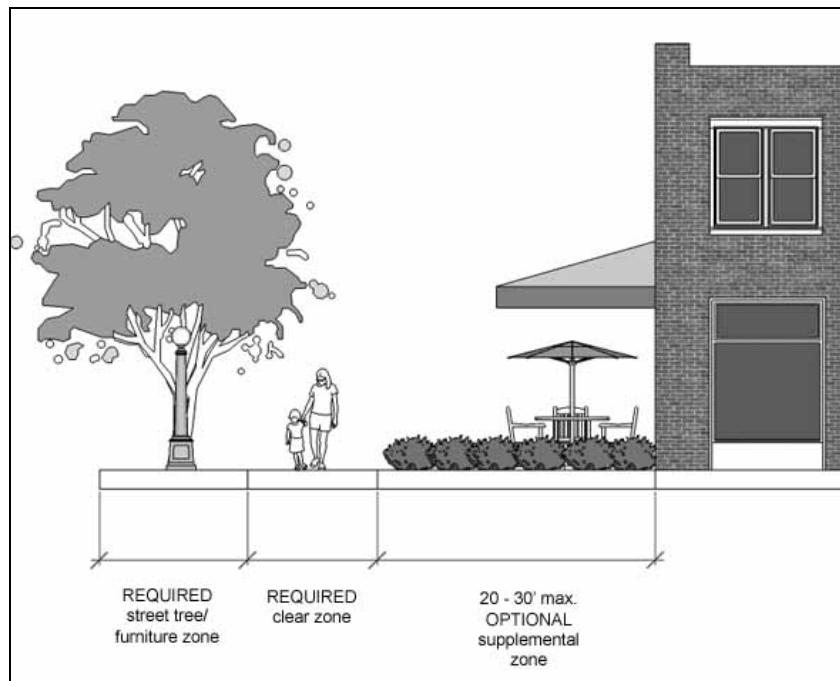 REQUIRED
street tree/
furniture zone
REQUIRED
clear zone
20 - 30' max.
OPTIONAL
supplemental
zone